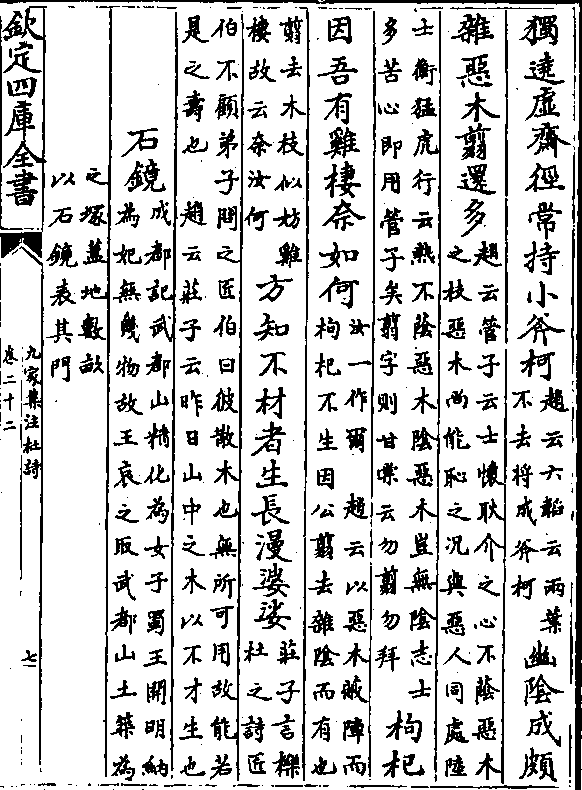 獨遶虛齋徑常持小斧柯趙云六韜云兩葉不去將成斧柯幽陰成頗
雜惡木翦還多趙云管子云士懷耿介之心不蔭惡木之枝惡木尚能恥之況與惡人同處陸
士衡猛虎行云熱不蔭惡木陰惡木豈無陰志士多苦心即用管子矣翦字則甘棠云勿翦勿拜枸杞
因吾有雞棲奈如何汝一作爾 趙云以惡木蔽障而枸杞不生因公翦去雜陰而有也
翦去木枝似妨雞棲故云奈汝何方知不材者生長漫婆娑莊子言櫟杜之詩匠
伯不顧弟子問之匠伯曰彼散木也無所可用故能若是之壽也 趙云莊子云昨日山中之木以不才生也
石鏡成都記武都山精化為女子蜀王開明納為妃無幾物故王哀之取武都山土築為
之塚蓋地數畝以石鏡表其門
欽定四庫全書
九家集注杜詩
卷二十二
七